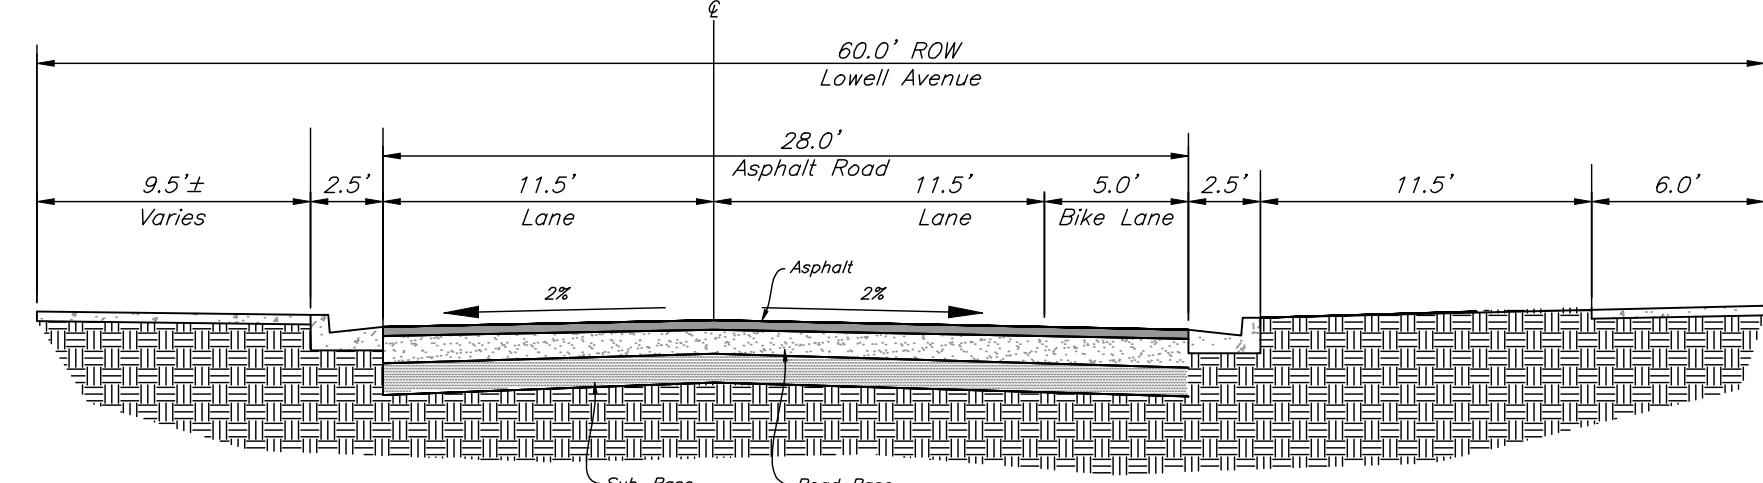 ℄
60.0' ROW
Lowell Avenue
28.0'
Asphalt Road
9.5'± 2.5' 11.5' 11.5' 5.0' 2.5' 11.5' 6.0'
Varies Lane Lane Bike Lane
Asphalt
2% 2%